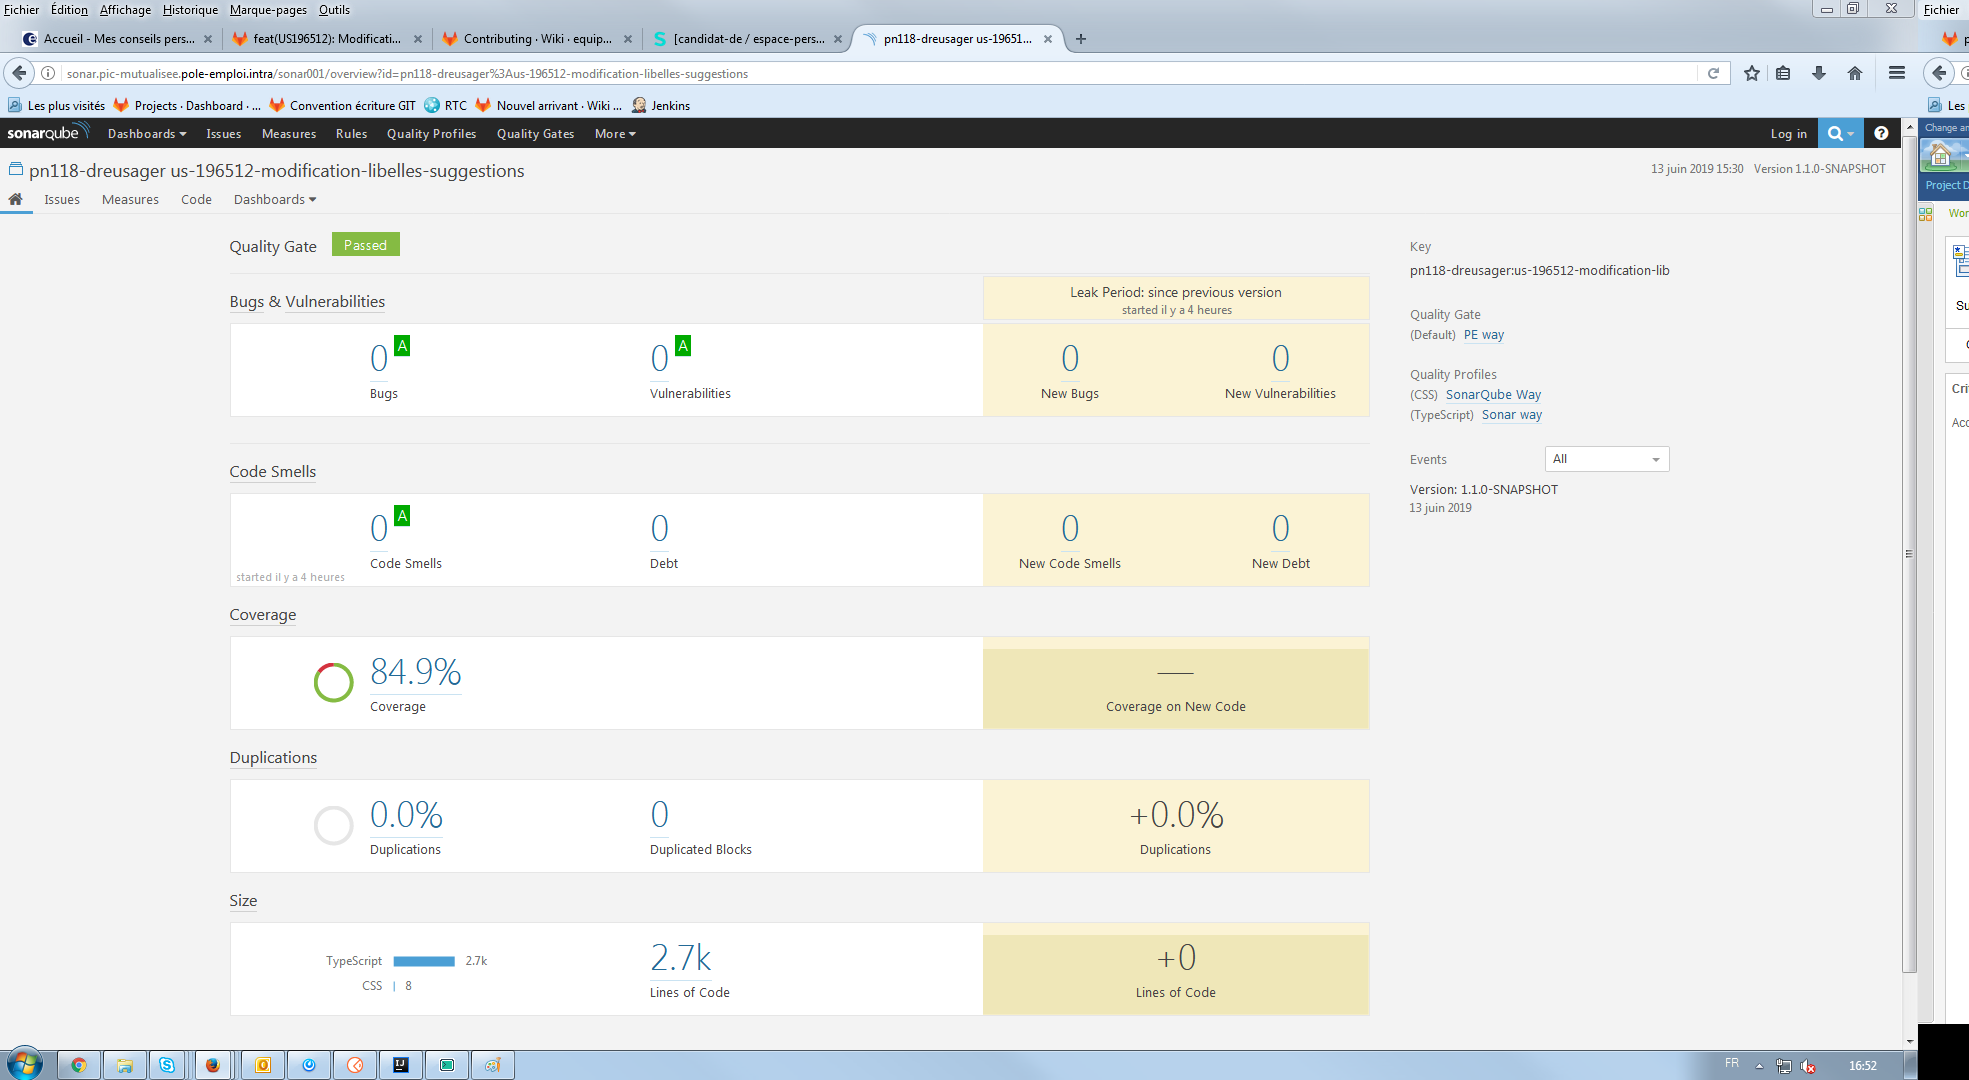 Fichier Édition Affichage Historique Marque-pages Outils
Fichier
Accueil - Mes conseils pers...
feat(US196512): Modificati...
Contributing · Wiki · equip...
[candidat-de / espace-pers...
pn118-dreusager us-19651...
sonar.pic-mutualisee.pole-emploi.intra/sonar001/overview?id=pn118-dreusager%3Aus-196512-modification-libelles-suggestions
Les plus visités Projects · Dashboard · ... Convention écriture GIT RTC Nouvel arrivant · Wiki ... Jenkins
Les
sonarqube Dashboards Issues Measures Rules Quality Profiles Quality Gates More Log in
Change an
pn118-dreusager us-196512-modification-libelles-suggestions
13 juin 2019 15:30 Version 1.1.0-SNAPSHOT
Project D
Issues Measures Code Dashboards
Wor
Quality Gate Passed
Bugs & Vulnerabilities
Leak Period: since previous version
started il y a 4 heures
0 A
Bugs
0 A
Vulnerabilities
0
New Bugs
0
New Vulnerabilities
Code Smells
0 A
Code Smells
0
Debt
started il y a 4 heures
0
New Code Smells
0
New Debt
Coverage
84.9%
Coverage
Coverage on New Code
Duplications
0.0%
Duplications
0
Duplicated Blocks
+0.0%
Duplications
Size
TypeScript 2.7k
CSS 8
2.7k
Lines of Code
+0
Lines of Code
Key
pn118-dreusager:us-196512-modification-lib
Quality Gate
(Default) PE way
Quality Profiles
(CSS) SonarQube Way
(TypeScript) Sonar way
Events All
Version: 1.1.0-SNAPSHOT
13 juin 2019
Su
Cri
Acc
FR 16:52